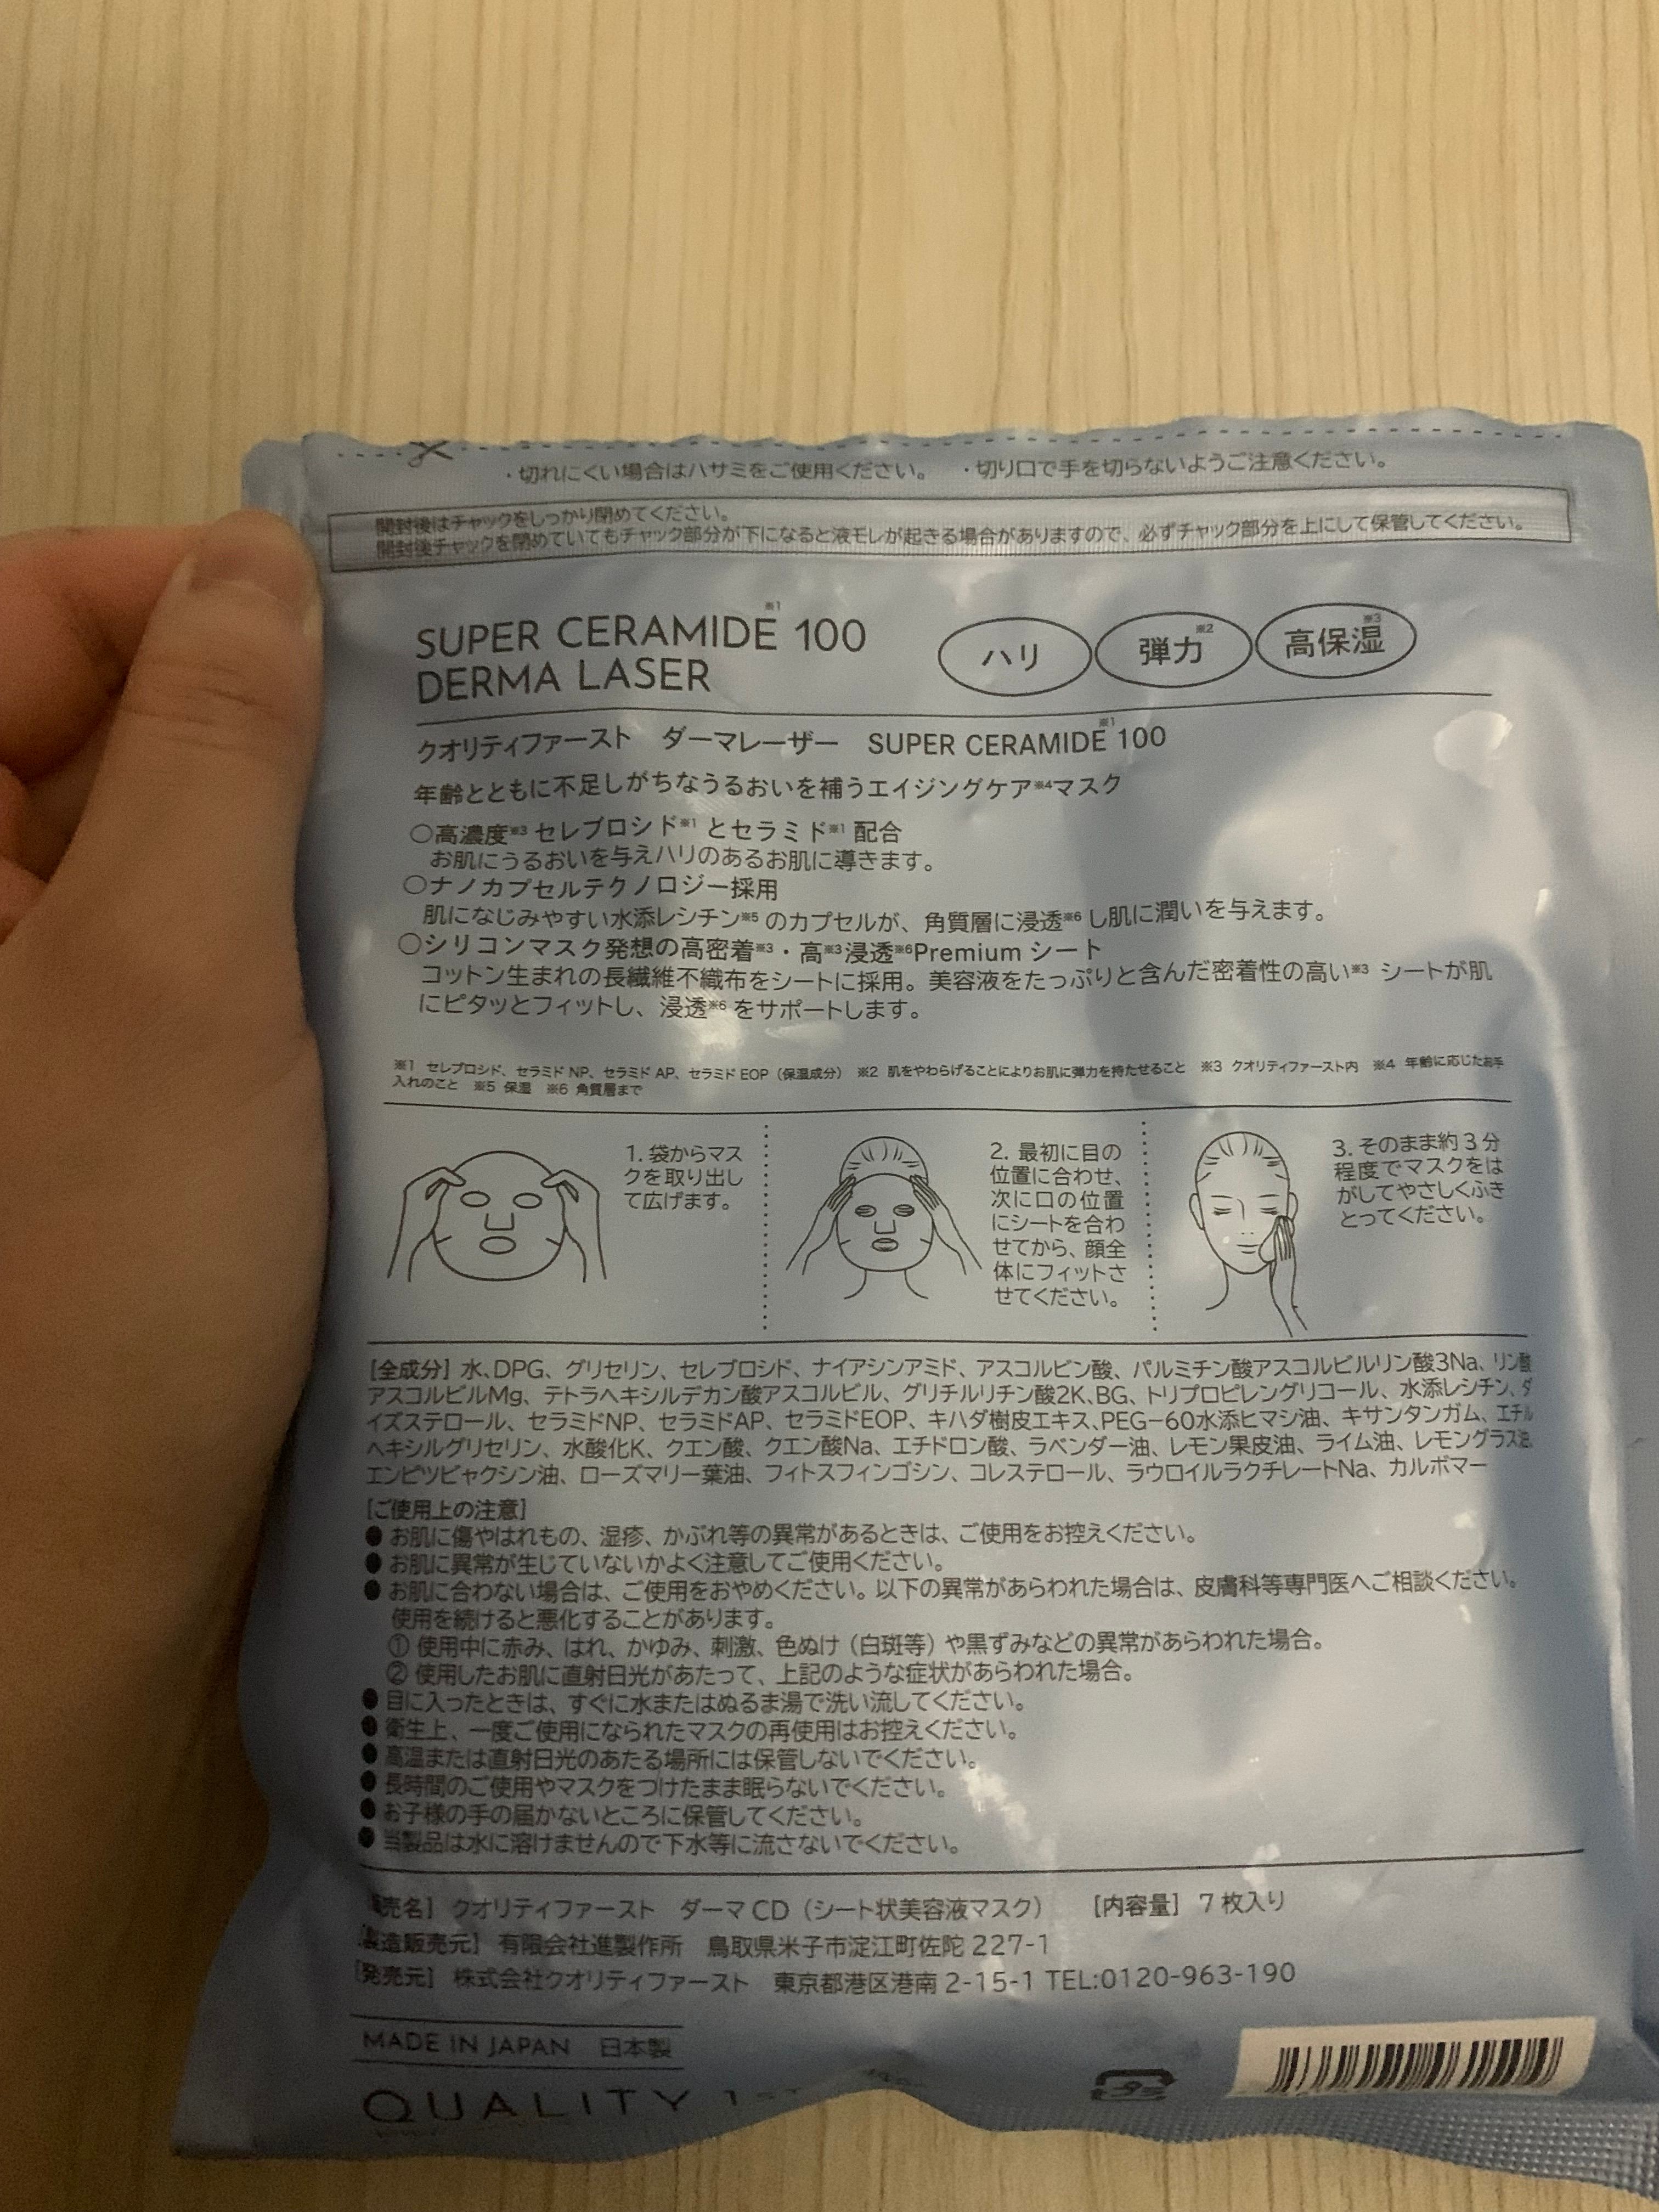 ・切れにくい場合はハサミをご使用ください。　・切り口で手を切らないようご注意ください。
開封後はチャックをしっかり閉めてください。
開封後チャックを閉めていてもチャック部分が下になると液モレが起きる場合がありますので、必ずチャック部分を上にして保管してください。
SUPER CERAMIDE※1 100
DERMA LASER
ハリ　弾力※2　高保湿※3
クオリティファースト　ダーマレーザー　SUPER CERAMIDE※1 100
年齢とともに不足しがちなうるおいを補うエイジングケア※4マスク
○高濃度※3 セレブロシド※1 とセラミド※1 配合
お肌にうるおいを与えハリのあるお肌に導きます。
○ナノカプセルテクノロジー採用
肌になじみやすい水添レシチン※5 のカプセルが、角質層に浸透※6 し肌に潤いを与えます。
○シリコンマスク発想の高密着※3・高※3浸透※6Premium シート
コットン生まれの長繊維不織布をシートに採用。美容液をたっぷりと含んだ密着性の高い※3 シートが肌
にピタッとフィットし、浸透※6 をサポートします。
※1 セレブロシド、セラミド NP、セラミド AP、セラミド EOP（保湿成分）　※2 肌をやわらげることによりお肌に弾力を持たせること　※3 クオリティファースト内　※4 年齢に応じたお手
入れのこと　※5 保湿　※6 角質層まで
1. 袋からマス
クを取り出し
て広げます。
2. 最初に目の
位置に合わせ、
次に口の位置
にシートを合わ
せてから、顔全
体にフィットさ
せてください。
3. そのまま約３分
程度でマスクをは
がしてやさしくふき
とってください。
[全成分] 水、DPG、グリセリン、セレブロシド、ナイアシンアミド、アスコルビン酸、パルミチン酸アスコルビルリン酸3Na、リン酸
アスコルビルMg、テトラヘキシルデカン酸アスコルビル、グリチルリチン酸2K、BG、トリプロピレングリコール、水添レシチン、ダ
イズステロール、セラミドNP、セラミドAP、セラミドEOP、キハダ樹皮エキス、PEG－60水添ヒマシ油、キサンタンガム、エチル
ヘキシルグリセリン、水酸化K、クエン酸、クエン酸Na、エチドロン酸、ラベンダー油、レモン果皮油、ライム油、レモングラス油、
エンピツビャクシン油、ローズマリー葉油、フィトスフィンゴシン、コレステロール、ラウロイルラクチレートNa、カルボマー
[ご使用上の注意]
● お肌に傷やはれもの、湿疹、かぶれ等の異常があるときは、ご使用をお控えください。
● お肌に異常が生じていないかよく注意してご使用ください。
● お肌に合わない場合は、ご使用をおやめください。以下の異常があらわれた場合は、皮膚科等専門医へご相談ください。
使用を続けると悪化することがあります。
① 使用中に赤み、はれ、かゆみ、刺激、色ぬけ（白斑等）や黒ずみなどの異常があらわれた場合。
② 使用したお肌に直射日光があたって、上記のような症状があらわれた場合。
● 目に入ったときは、すぐに水またはぬるま湯で洗い流してください。
● 衛生上、一度ご使用になられたマスクの再使用はお控えください。
● 高温または直射日光のあたる場所には保管しないでください。
● 長時間のご使用やマスクをつけたまま眠らないでください。
● お子様の手の届かないところに保管してください。
● 当製品は水に溶けませんので下水等に流さないでください。
売名] クオリティファースト　ダーマ CD（シート状美容液マスク）　[内容量] ７枚入り
製造販売元] 有限会社進製作所　鳥取県米子市淀江町佐陀 227-1
[発売元] 株式会社クオリティファースト　東京都港区港南 2-15-1 TEL:0120-963-190
MADE IN JAPAN　日本製
QUALITY 1ST